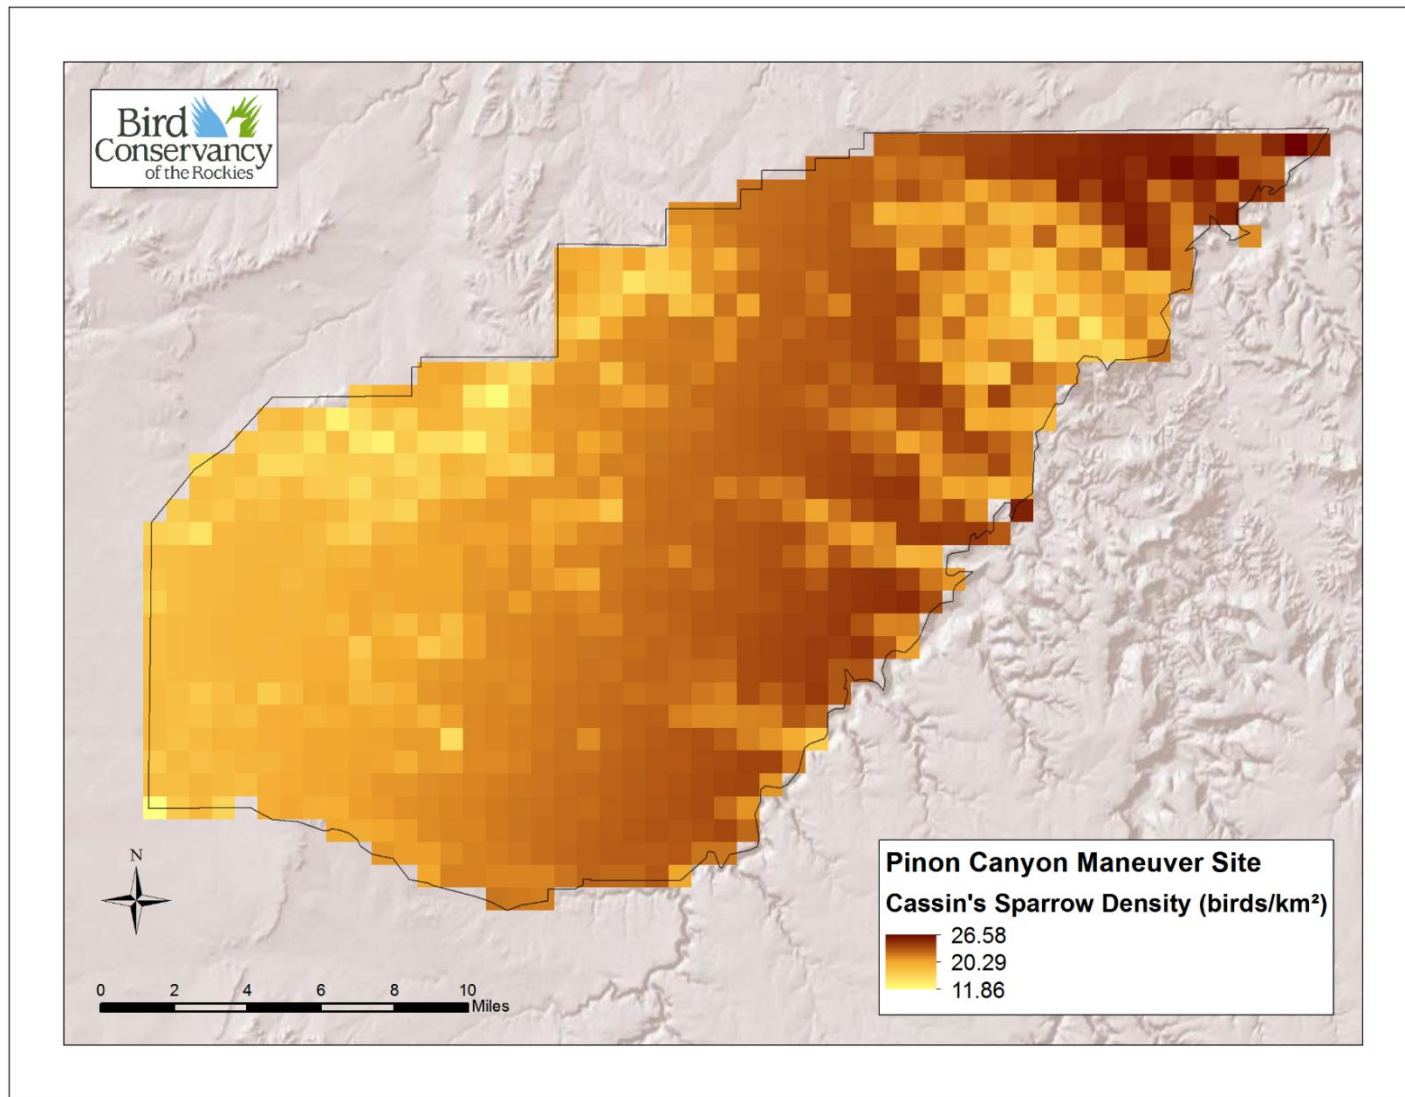 Bird
Conservancy
of the Rockies
N
0 2 4 6 8 10
Miles
Pinon Canyon Maneuver Site
Cassin's Sparrow Density (birds/km²)
26.58
20.29
11.86